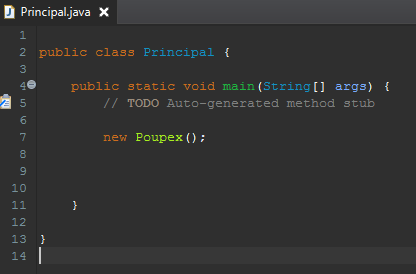 Principal.java
1
2 public class Principal {
3
4 public static void main(String[] args) {
5 // TODO Auto-generated method stub
6
7 new Poupex();
8
9
10
11 }
12
13 }
14